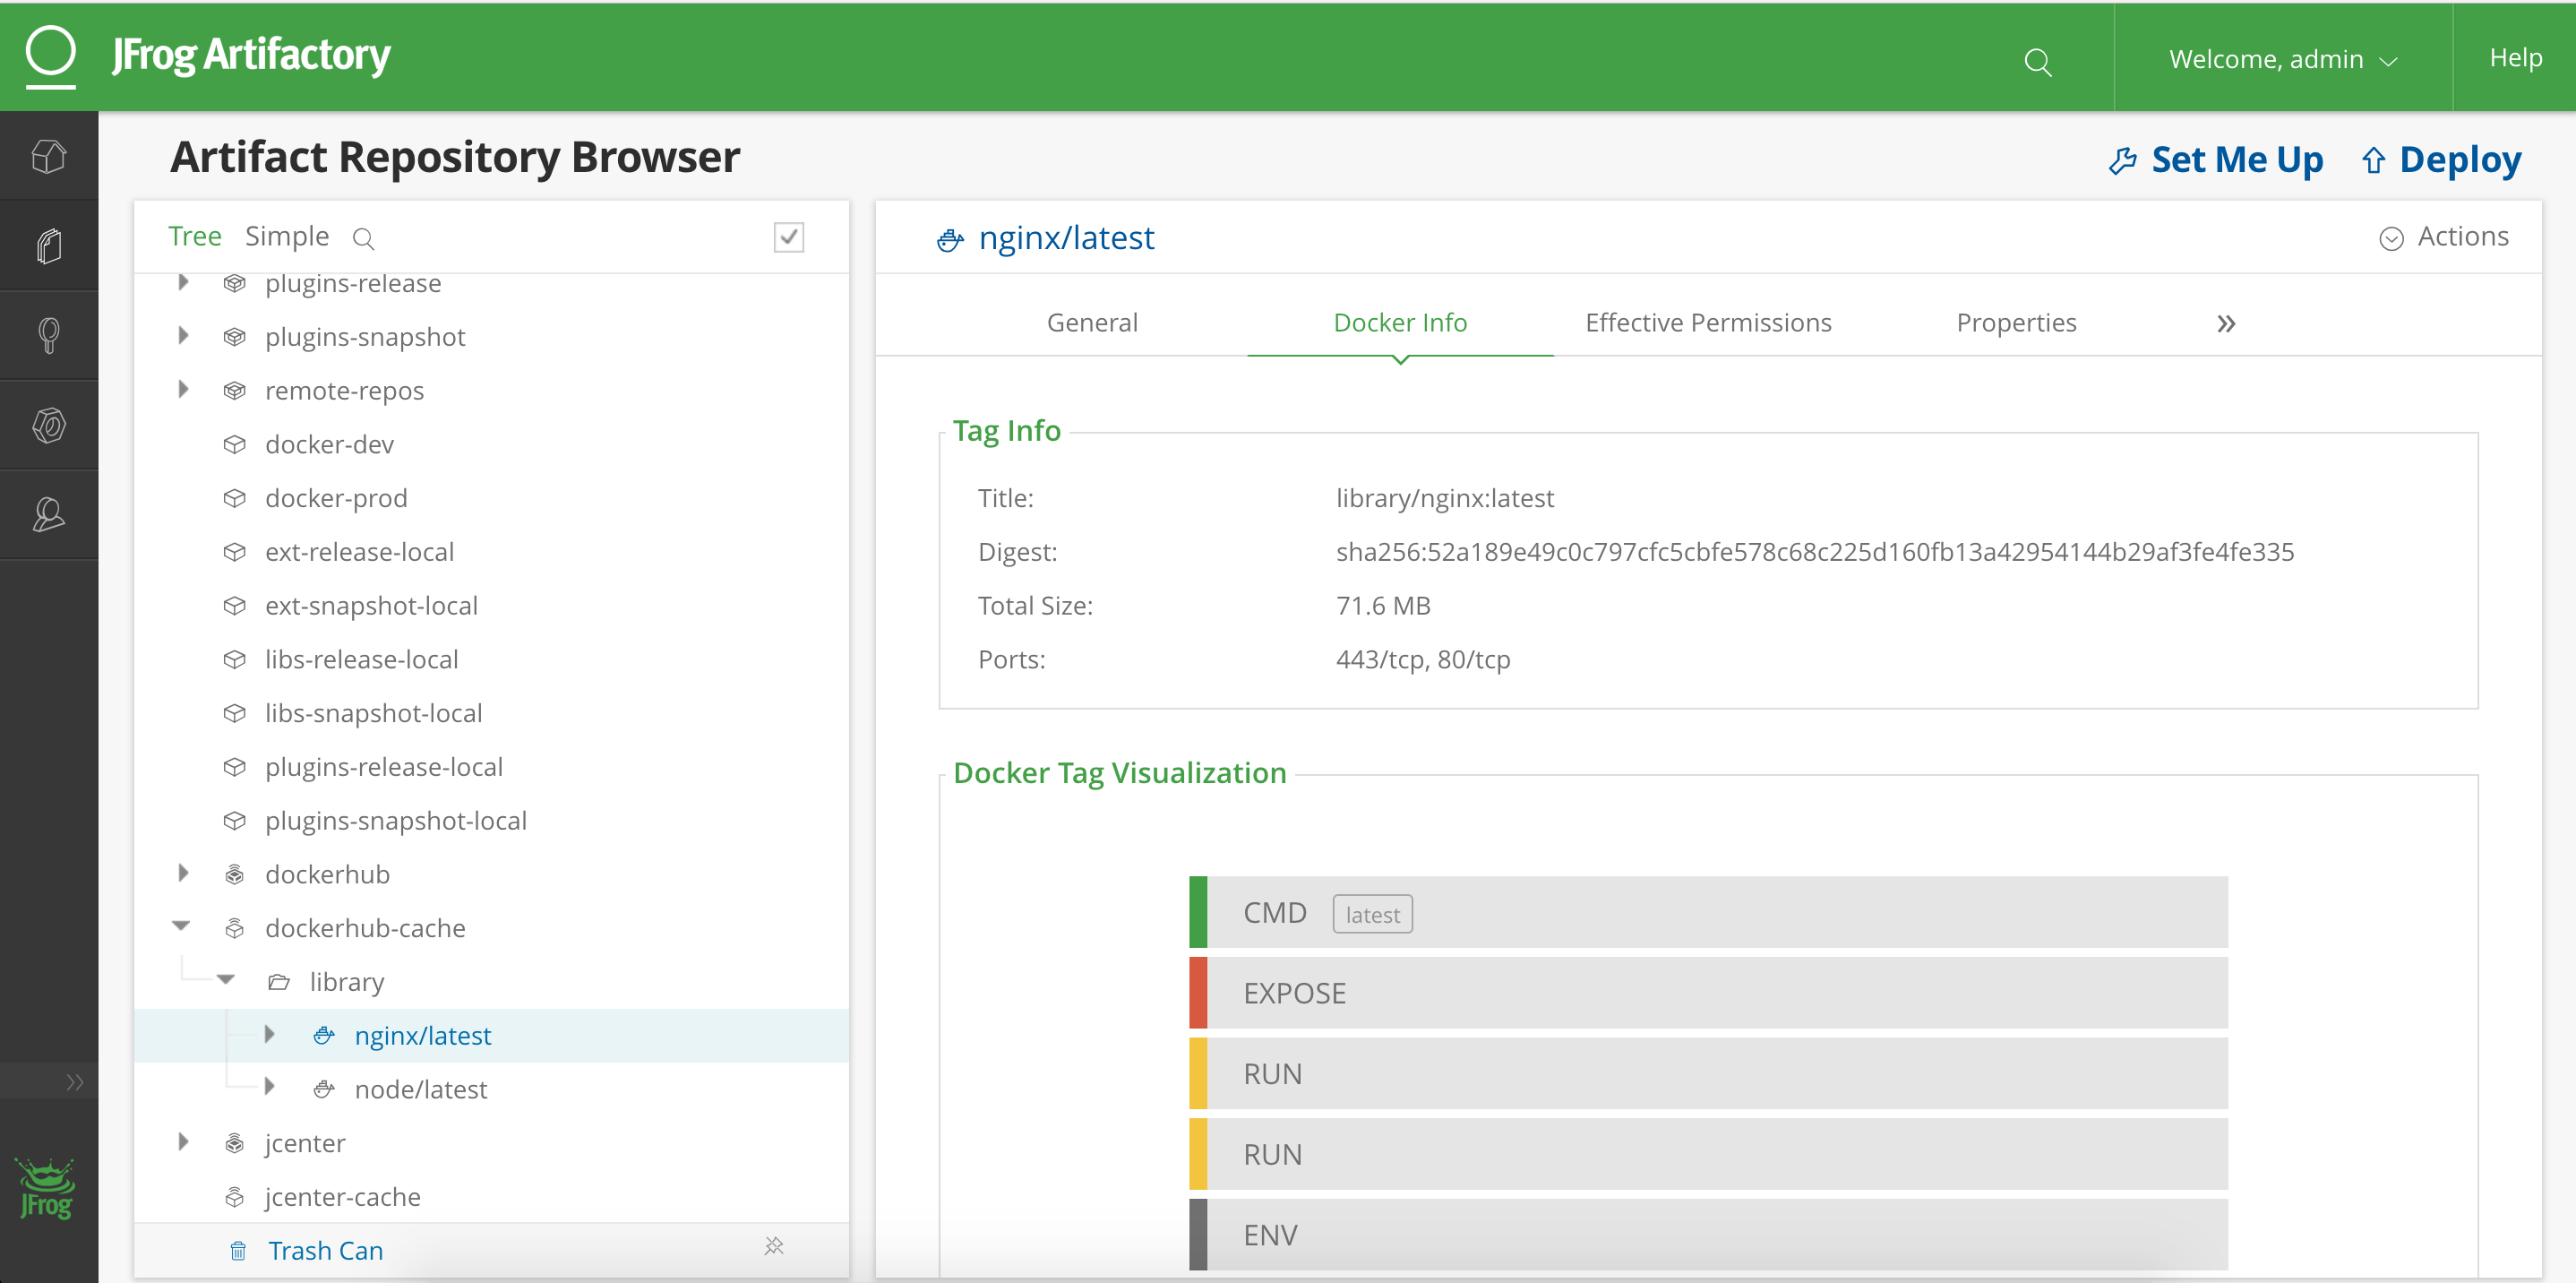 JFrog Artifactory
Welcome, admin
Help
Artifact Repository Browser
Set Me Up
Deploy
Tree Simple
plugins-release
plugins-snapshot
remote-repos
docker-dev
docker-prod
ext-release-local
ext-snapshot-local
libs-release-local
libs-snapshot-local
plugins-release-local
plugins-snapshot-local
dockerhub
dockerhub-cache
library
nginx/latest
node/latest
jcenter
jcenter-cache
Trash Can
JFrog
nginx/latest
Actions
General Docker Info Effective Permissions Properties »
Tag Info
Title: library/nginx:latest
Digest: sha256:52a189e49c0c797cfc5cbfe578c68c225d160fb13a42954144b29af3fe4fe335
Total Size: 71.6 MB
Ports: 443/tcp, 80/tcp
Docker Tag Visualization
CMD latest
EXPOSE
RUN
RUN
ENV